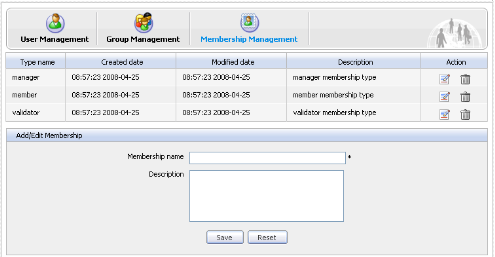 User Management Group Management Membership Management
Type name Created date Modified date Description Action
manager 08:57:23 2008-04-25 08:57:23 2008-04-25 manager membership type
member 08:57:23 2008-04-25 08:57:23 2008-04-25 member membership type
validator 08:57:23 2008-04-25 08:57:23 2008-04-25 validator membership type
Add/Edit Membership
Membership name *
Description
Save Reset